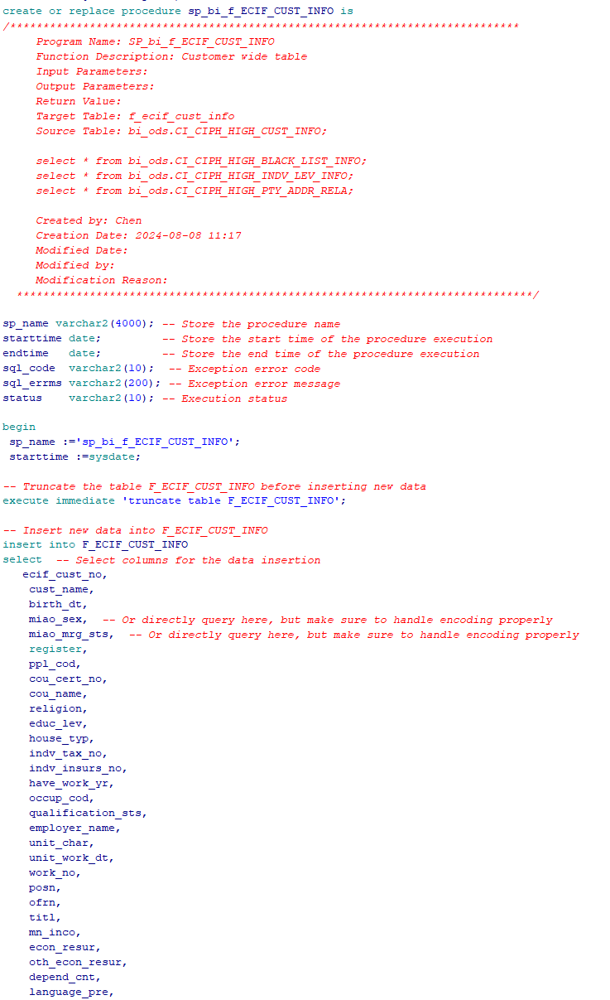 create or replace procedure sp_bi_f_ECIF_CUST_INFO is
/*****************************************************************************
Program Name: SP_bi_f_ECIF_CUST_INFO
Function Description: Customer wide table
Input Parameters:
Output Parameters:
Return Value:
Target Table: f_ecif_cust_info
Source Table: bi_ods.CI_CIPH_HIGH_CUST_INFO;
select * from bi_ods.CI_CIPH_HIGH_BLACK_LIST_INFO;
select * from bi_ods.CI_CIPH_HIGH_INDV_LEV_INFO;
select * from bi_ods.CI_CIPH_HIGH_PTY_ADDR_RELA;
Created by: Chen
Creation Date: 2024-08-08 11:17
Modified Date:
Modified by:
Modification Reason:
******************************************************************************/
sp_name varchar2(4000); -- Store the procedure name
starttime date; -- Store the start time of the procedure execution
endtime date; -- Store the end time of the procedure execution
sql_code varchar2(10); -- Exception error code
sql_errms varchar2(200); -- Exception error message
status varchar2(10); -- Execution status
begin
sp_name :='sp_bi_f_ECIF_CUST_INFO';
starttime :=sysdate;
-- Truncate the table F_ECIF_CUST_INFO before inserting new data
execute immediate 'truncate table F_ECIF_CUST_INFO';
-- Insert new data into F_ECIF_CUST_INFO
insert into F_ECIF_CUST_INFO
select -- Select columns for the data insertion
ecif_cust_no,
cust_name,
birth_dt,
miao_sex, -- Or directly query here, but make sure to handle encoding properly
miao_mrg_sts, -- Or directly query here, but make sure to handle encoding properly
register,
ppl_cod,
cou_cert_no,
cou_name,
religion,
educ_lev,
house_typ,
indv_tax_no,
indv_insurs_no,
have_work_yr,
occup_cod,
qualification_sts,
employer_name,
unit_char,
unit_work_dt,
work_no,
posn,
ofrn,
titl,
mn_inco,
econ_resur,
oth_econ_resur,
depend_cnt,
language_pre,